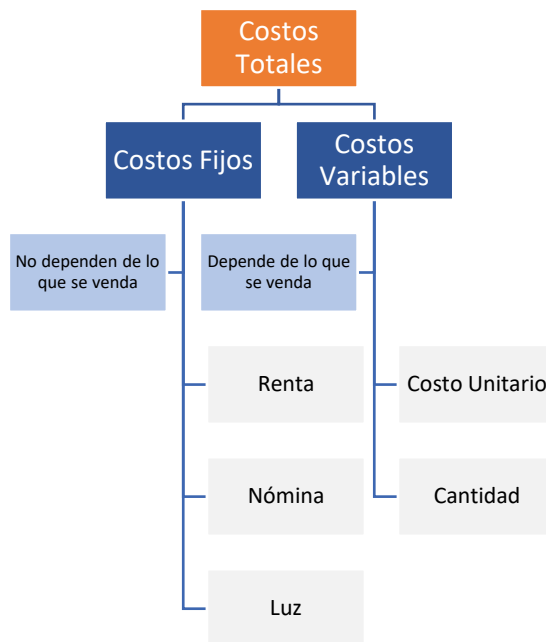 Costos
Totales
Costos Fijos
Costos
Variables
No dependen de lo
que se venda
Depende de lo que
se venda
Renta
Costo Unitario
Nómina
Cantidad
Luz